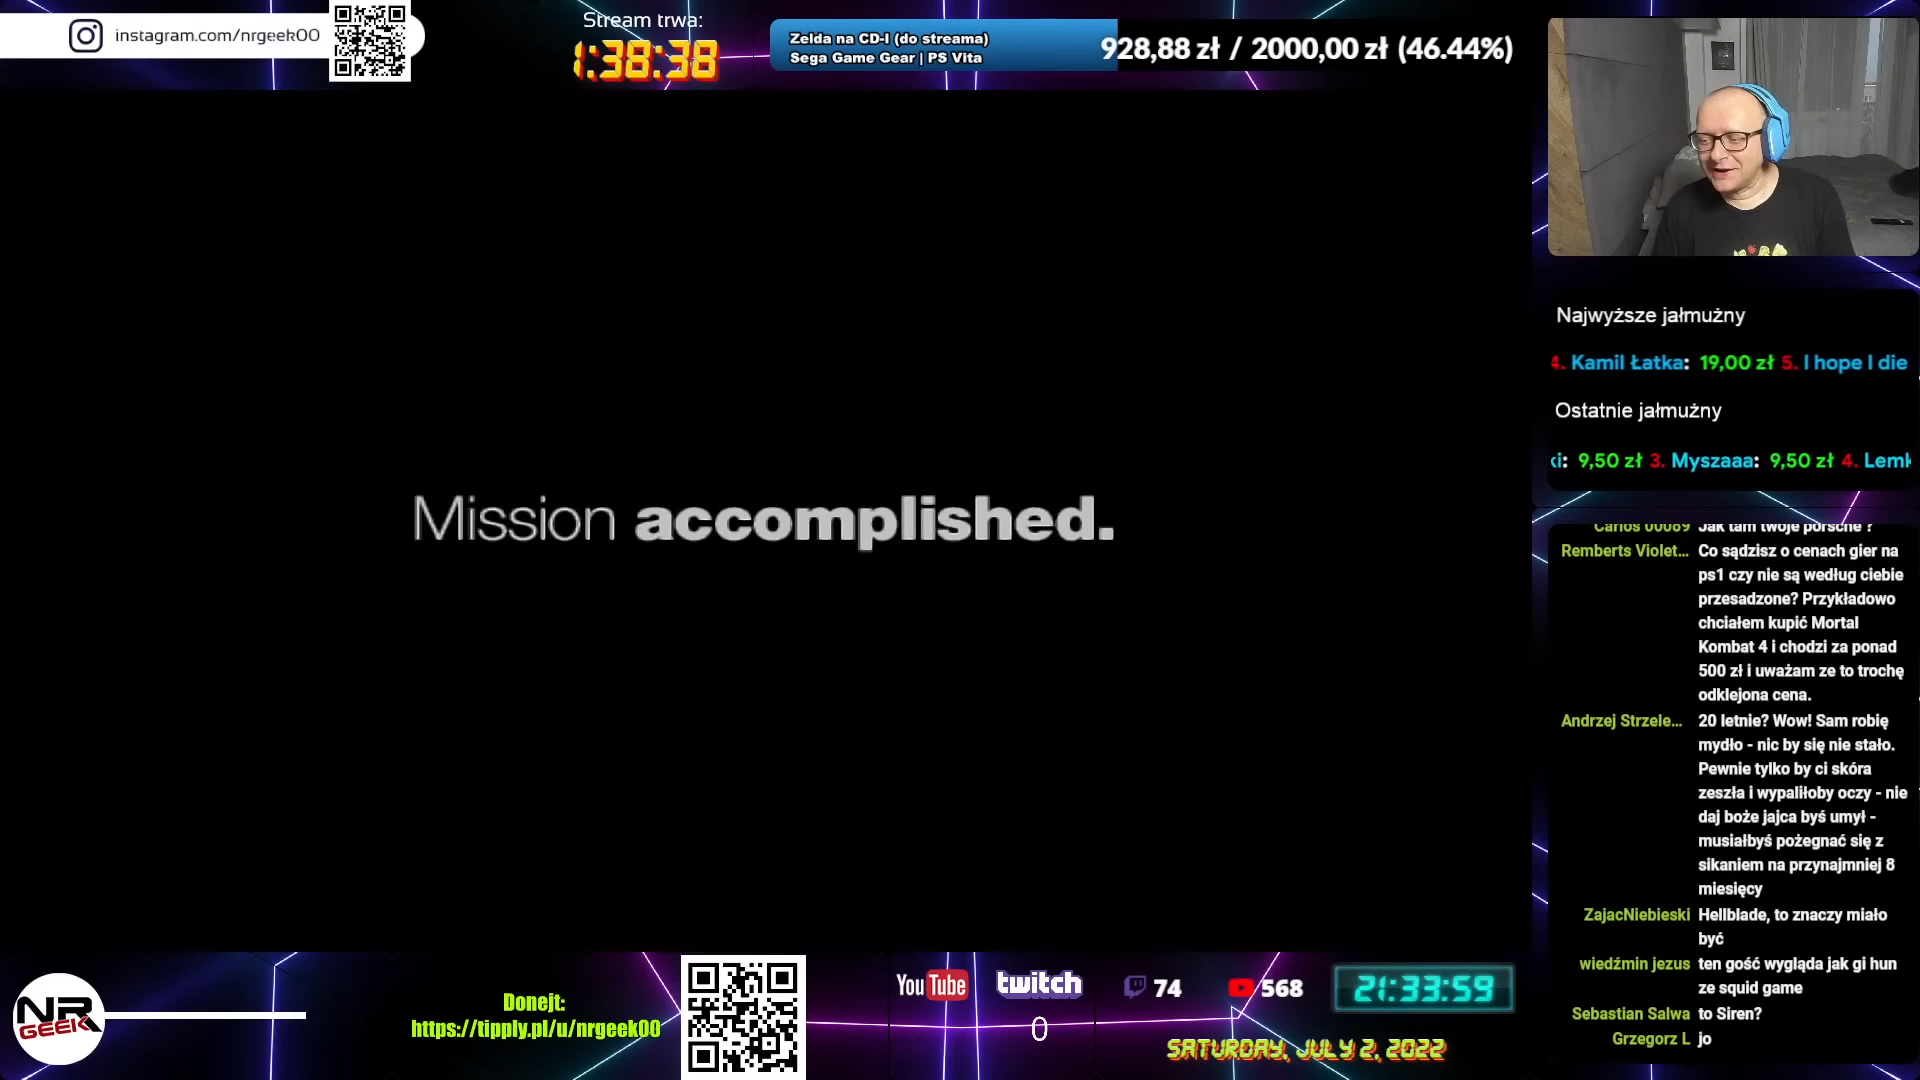 instagram.com/nrgeek00
Stream trwa:
1:38:38
Zelda na CD-I (do streama)
Sega Game Gear | PS Vita
928,88 zł / 2000,00 zł (46.44%)
Najwyższe jałmużny
4. Kamil Łatka: 19,00 zł 5. I hope I die
Ostatnie jałmużny
ki: 9,50 zł 3. Myszaaa: 9,50 zł 4. Lemk
Mission accomplished.
Carlos 00089 Jak tam twoje porsche ?
Remberts Violet... Co sądzisz o cenach gier na
ps1 czy nie są według ciebie
przesadzone? Przykładowo
chciałem kupić Mortal
Kombat 4 i chodzi za ponad
500 zł i uważam ze to trochę
odklejona cena.
Andrzej Strzele... 20 letnie? Wow! Sam robię
mydło - nic by się nie stało.
Pewnie tylko by ci skóra
zeszła i wypaliłoby oczy - nie
daj boże jajca byś umył -
musiałbyś pożegnać się z
sikaniem na przynajmniej 8
miesięcy
ZajacNiebieski Hellblade, to znaczy miało
być
wiedźmin jezus ten gość wygląda jak gi hun
ze squid game
Sebastian Salwa to Siren?
Grzegorz L jo
NR
GEEK
Donejt:
https://tipply.pl/u/nrgeek00
YouTube
twitch
0
74
568
21:33:59
SATURDAY, JULY 2, 2022